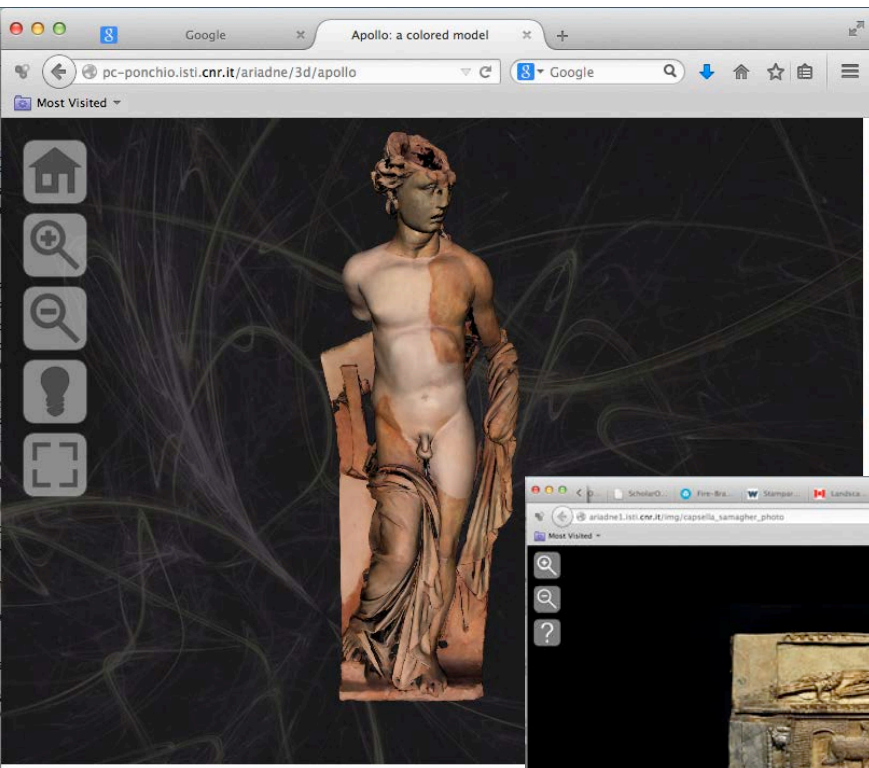 Google
Apollo: a colored model
pc-ponchio.isti.cnr.it/ariadne/3d/apollo
Google
Most Visited
ScholarO... Fire-Bra... Stampar... Landsca...
ariadne1.isti.cnr.it/img/capsella_samagher_photo
Most Visited
?